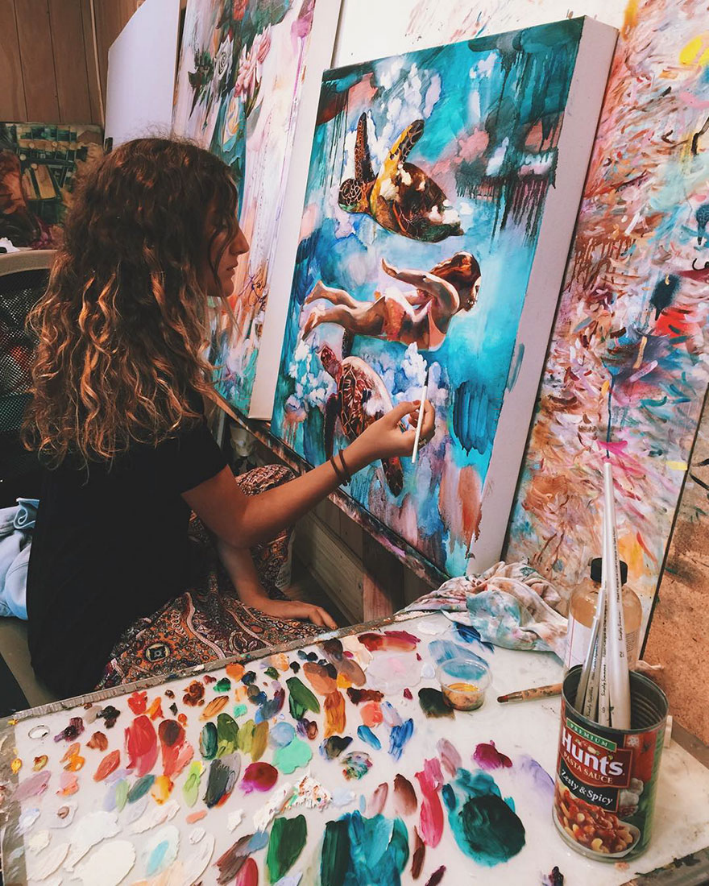 PREMIUM
Hunt's
PASTA SAUCE
Zesty & Spicy